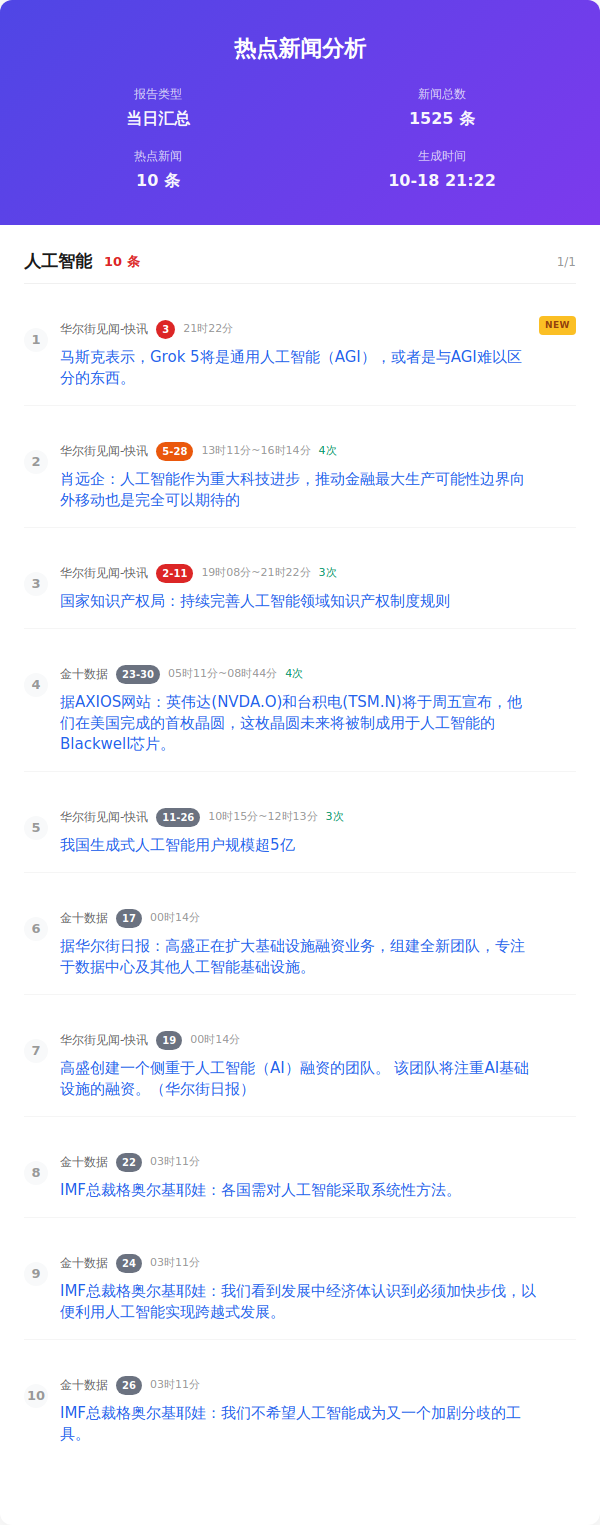 热点新闻分析
报告类型
新闻总数
当日汇总
1525 条
热点新闻
生成时间
10 条
10-18 21:22
人工智能 10 条 1/1
1
华尔街见闻-快讯 3 21时22分 NEW
马斯克表示，Grok 5将是通用人工智能（AGI），或者是与AGI难以区
分的东西。
2
华尔街见闻-快讯 5-28 13时11分~16时14分 4次
肖远企：人工智能作为重大科技进步，推动金融最大生产可能性边界向
外移动也是完全可以期待的
3
华尔街见闻-快讯 2-11 19时08分~21时22分 3次
国家知识产权局：持续完善人工智能领域知识产权制度规则
4
金十数据 23-30 05时11分~08时44分 4次
据AXIOS网站：英伟达(NVDA.O)和台积电(TSM.N)将于周五宣布，他
们在美国完成的首枚晶圆，这枚晶圆未来将被制成用于人工智能的
Blackwell芯片。
5
华尔街见闻-快讯 11-26 10时15分~12时13分 3次
我国生成式人工智能用户规模超5亿
6
金十数据 17 00时14分
据华尔街日报：高盛正在扩大基础设施融资业务，组建全新团队，专注
于数据中心及其他人工智能基础设施。
7
华尔街见闻-快讯 19 00时14分
高盛创建一个侧重于人工智能（AI）融资的团队。 该团队将注重AI基础
设施的融资。（华尔街日报）
8
金十数据 22 03时11分
IMF总裁格奥尔基耶娃：各国需对人工智能采取系统性方法。
9
金十数据 24 03时11分
IMF总裁格奥尔基耶娃：我们看到发展中经济体认识到必须加快步伐，以
便利用人工智能实现跨越式发展。
10
金十数据 26 03时11分
IMF总裁格奥尔基耶娃：我们不希望人工智能成为又一个加剧分歧的工
具。